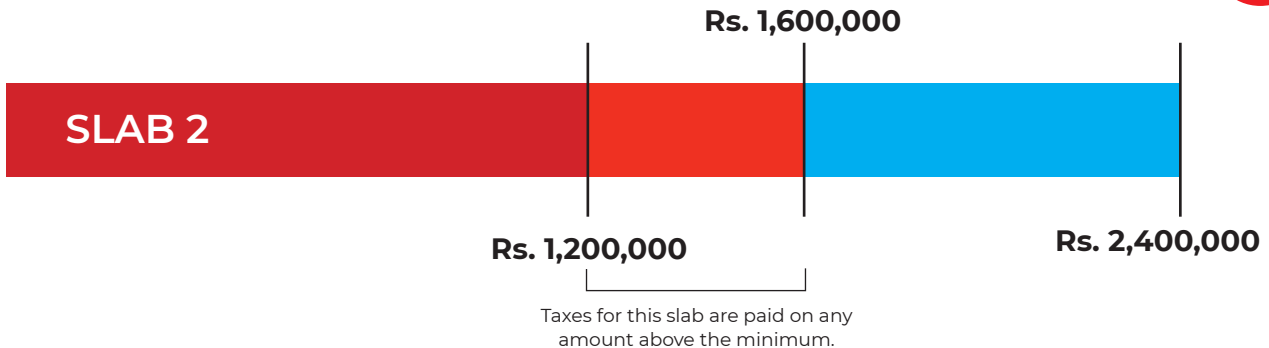 Rs. 1,600,000
SLAB 2
Rs. 1,200,000
Rs. 2,400,000
Taxes for this slab are paid on any
amount above the minimum.